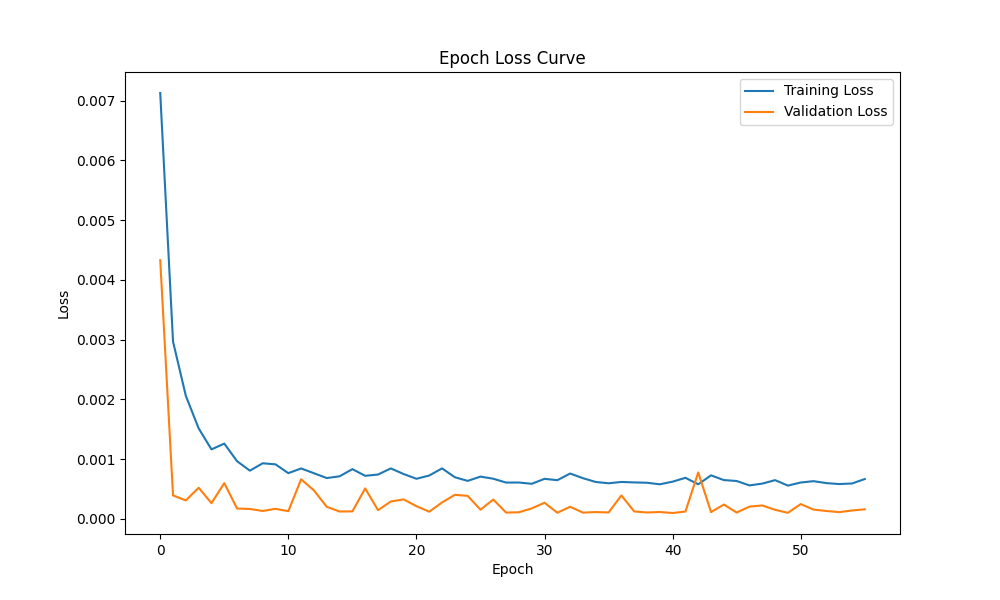 Epoch Loss Curve
Training Loss
Validation Loss
0.007
0.006
0.005
0.004
0.003
0.002
0.001
0.000
Loss
0 10 20 30 40 50
Epoch